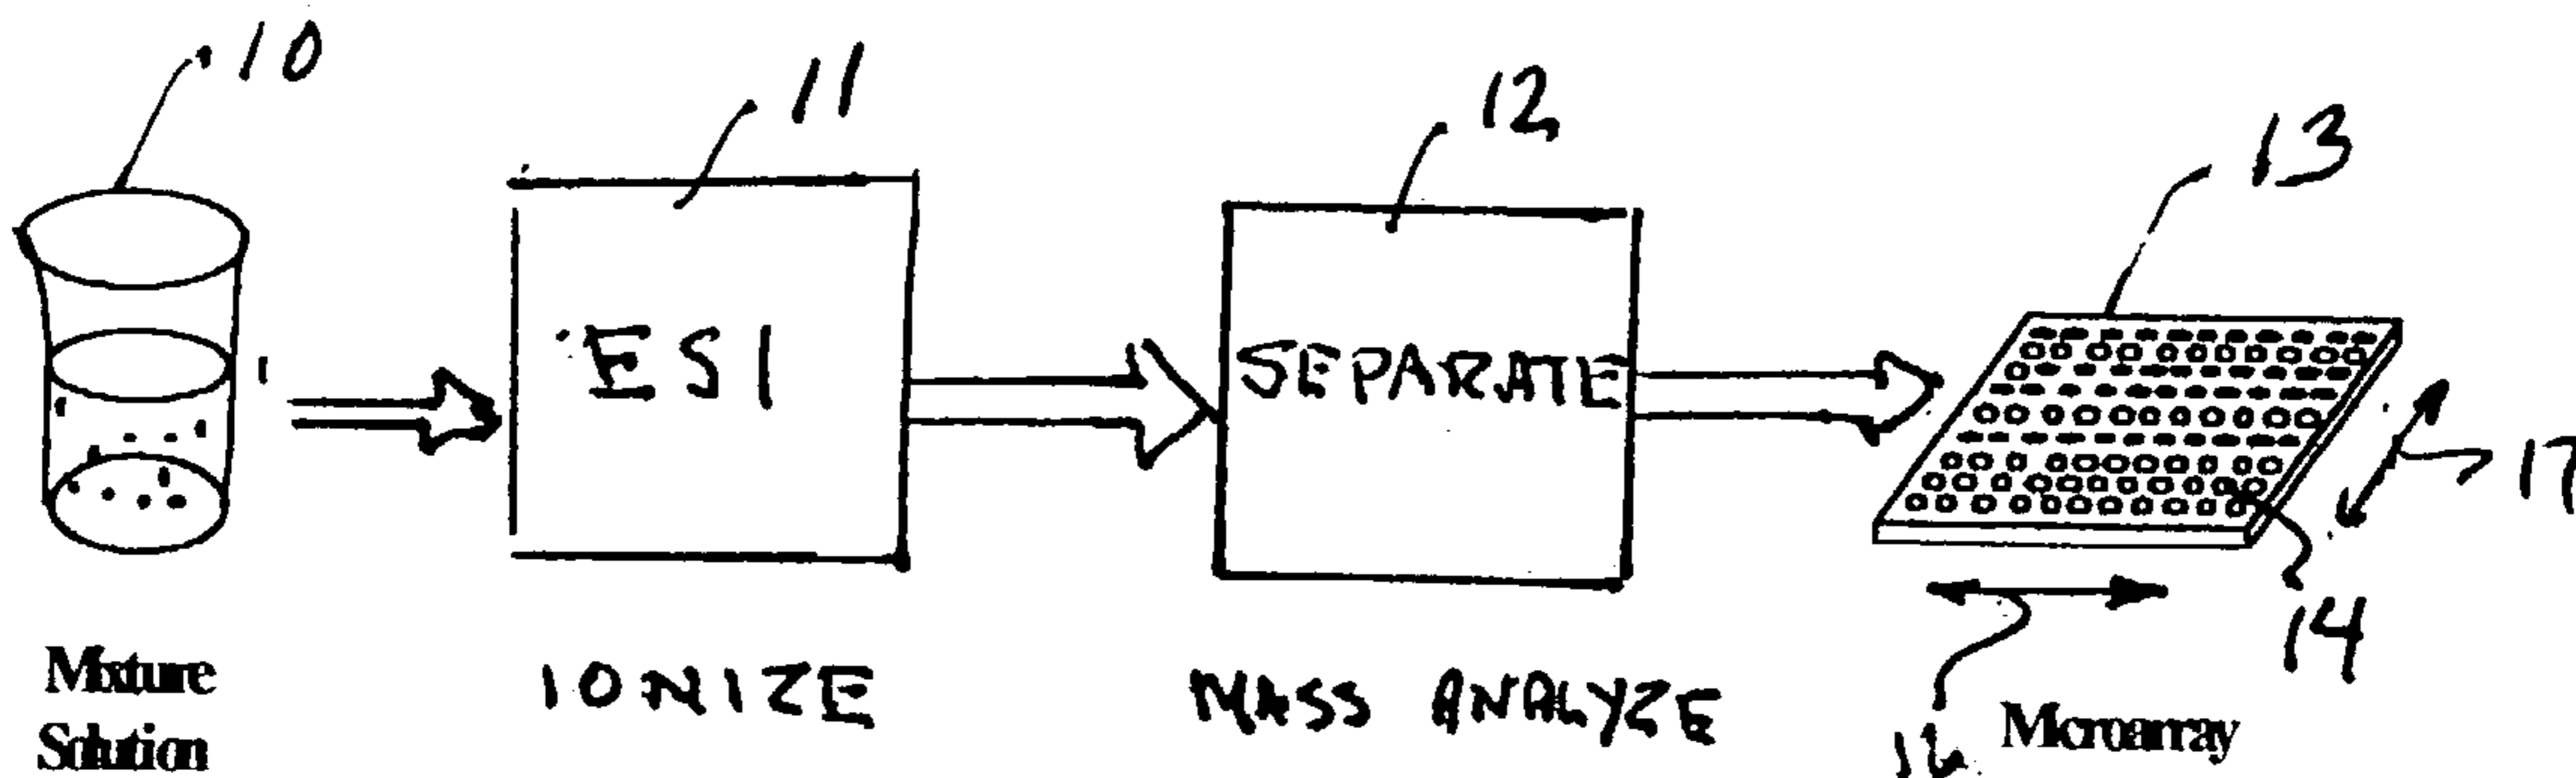 10
11
12
13
ESI
SEPARATE
17
14
16
Mixture
Solution
IONIZE
MASS ANALYZE
Microarray